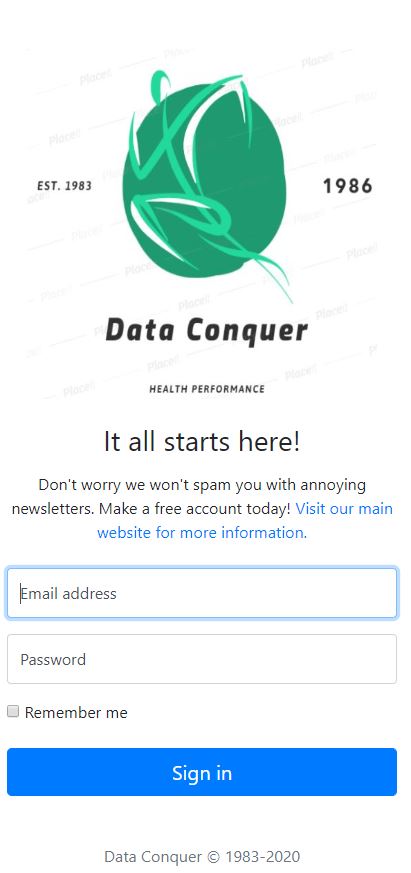 EST. 1983
1986
Data Conquer
HEALTH PERFORMANCE
It all starts here!
Don't worry we won't spam you with annoying
newsletters. Make a free account today! Visit our main
website for more information.
Email address
Password
Remember me
Sign in
Data Conquer © 1983-2020
Placeit